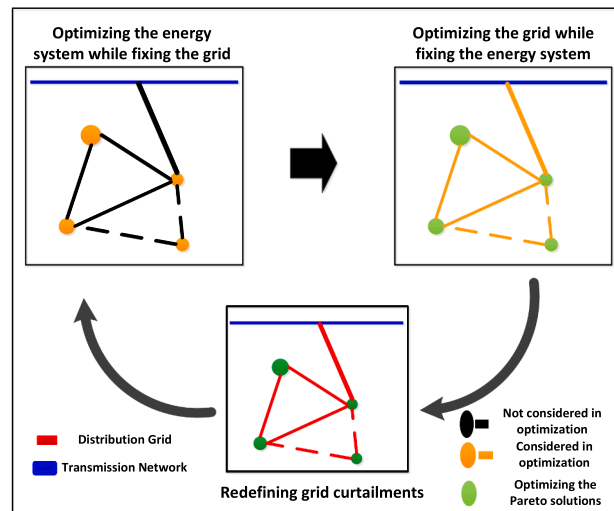 Optimizing the energy
system while fixing the grid
Optimizing the grid while
fixing the energy system
Distribution Grid
Transmission Network
Redefining grid curtailments
Not considered in
optimization
Considered in
optimization
Optimizing the
Pareto solutions